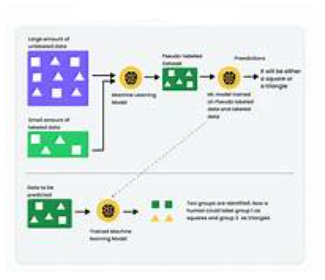 Large amount of
unlabeled data
Pseudo-labeled
Dataset
Preedictions
It will be either
a square or a
triangle
Machine Learning
Model
ML model trained
on Pseudo labeled
data and labeled
data
Small amount of
labeled data
Data to be
predicted
Two groups are identified. Now a
human could label group 1 as
squares and group 2 as triangles.
Trained Machine
learning Model